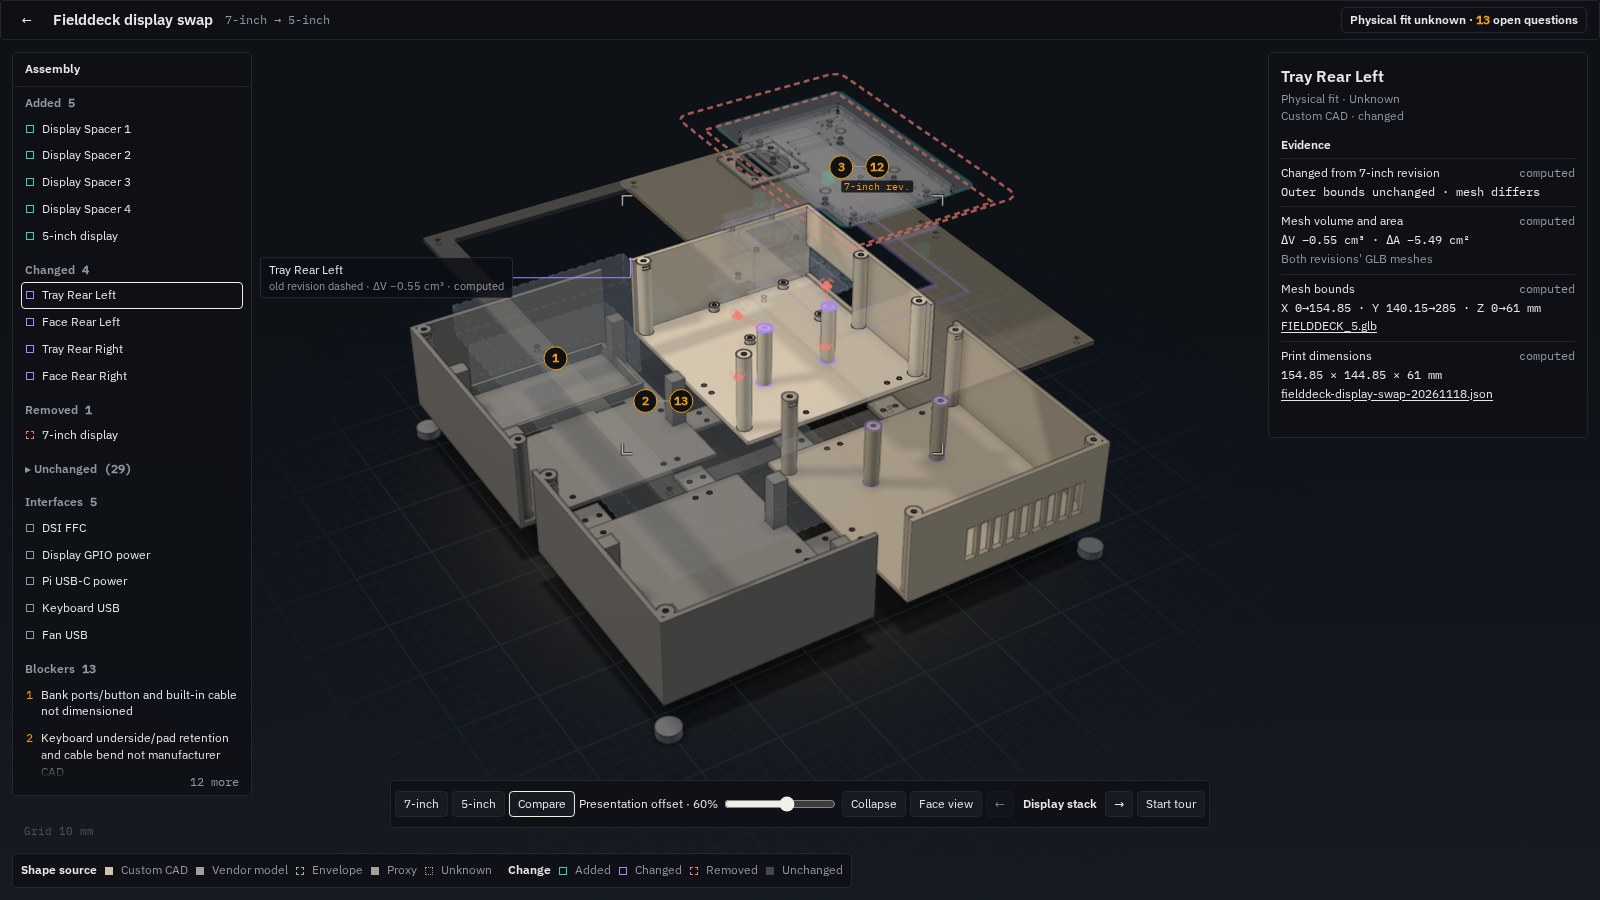 ← Fielddeck display swap 7-inch → 5-inch
Physical fit unknown · 13 open questions
Assembly
Added 5
Display Spacer 1
Display Spacer 2
Display Spacer 3
Display Spacer 4
5-inch display
Changed 4
Tray Rear Left
Face Rear Left
Tray Rear Right
Face Rear Right
Removed 1
7-inch display
▸ Unchanged (29)
Interfaces 5
DSI FFC
Display GPIO power
Pi USB-C power
Keyboard USB
Fan USB
Blockers 13
1 Bank ports/button and built-in cable
not dimensioned
2 Keyboard underside/pad retention
and cable bend not manufacturer
CAD
12 more
Grid 10 mm
Tray Rear Left
old revision dashed · ΔV −0.55 cm³ · computed
3 12
7-inch rev.
1
2 13
Tray Rear Left
Physical fit · Unknown
Custom CAD · changed
Evidence
Changed from 7-inch revision computed
Outer bounds unchanged · mesh differs
Mesh volume and area computed
ΔV −0.55 cm³ · ΔA −5.49 cm²
Both revisions' GLB meshes
Mesh bounds computed
X 0→154.85 · Y 140.15→285 · Z 0→61 mm
FIELDDECK_5.glb
Print dimensions computed
154.85 × 144.85 × 61 mm
fielddeck-display-swap-20261118.json
7-inch 5-inch Compare Presentation offset · 60% Collapse Face view ← Display stack → Start tour
Shape source Custom CAD Vendor model Envelope Proxy Unknown Change Added Changed Removed Unchanged